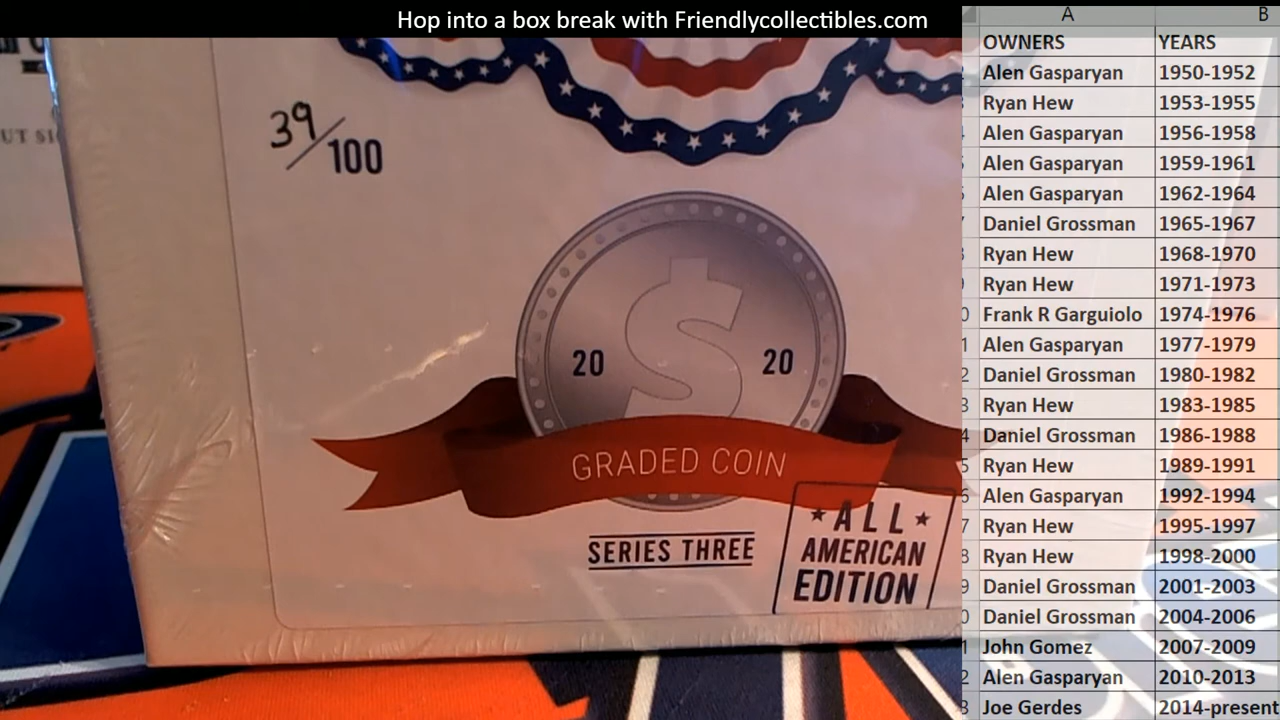 Hop into a box break with Friendlycollectibles.com
39/100
20 20
GRADED COIN
SERIES THREE
★ ALL ★
AMERICAN
EDITION
A B
OWNERS YEARS
Alen Gasparyan 1950-1952
Ryan Hew 1953-1955
Alen Gasparyan 1956-1958
Alen Gasparyan 1959-1961
Alen Gasparyan 1962-1964
Daniel Grossman 1965-1967
Ryan Hew 1968-1970
Ryan Hew 1971-1973
Frank R Garguiolo 1974-1976
Alen Gasparyan 1977-1979
Daniel Grossman 1980-1982
Ryan Hew 1983-1985
Daniel Grossman 1986-1988
Ryan Hew 1989-1991
Alen Gasparyan 1992-1994
Ryan Hew 1995-1997
Ryan Hew 1998-2000
Daniel Grossman 2001-2003
Daniel Grossman 2004-2006
John Gomez 2007-2009
Alen Gasparyan 2010-2013
Joe Gerdes 2014-present